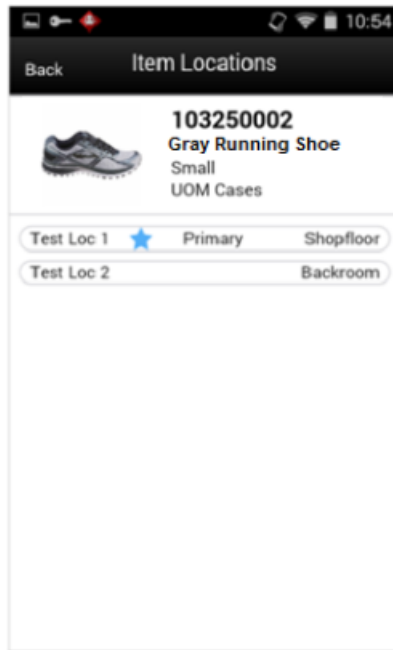 10:54
Back Item Locations
103250002
Gray Running Shoe
Small
UOM Cases
Test Loc 1 Primary Shopfloor
Test Loc 2 Backroom